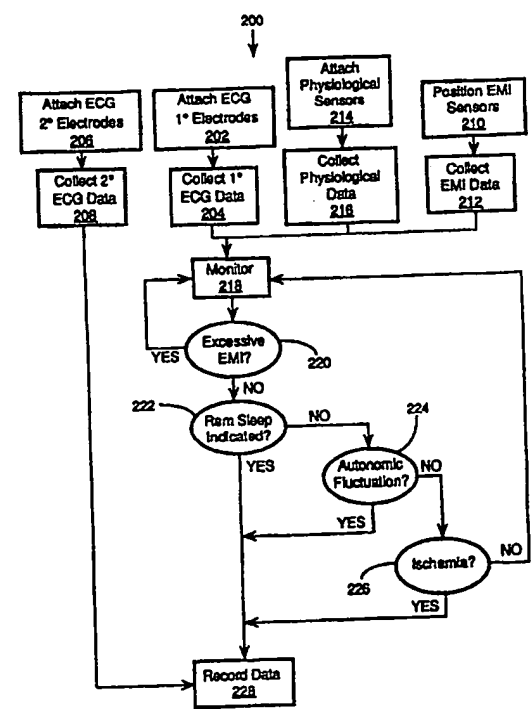 200
Attach ECG
2° Electrodes
206
Attach ECG
1° Electrodes
202
Attach
Physiological
Sensors
214
Position EMI
Sensors
210
Collect 2°
ECG Data
208
Collect 1°
ECG Data
204
Collect
Physiological
Data
216
Collect
EMI Data
212
Monitor
218
YES
Excessive
EMI?
220
NO
222
Rem Sleep
Indicated?
NO
224
YES
Autonomic
Fluctuation?
NO
YES
Ischemia?
NO
226
YES
Record Data
228